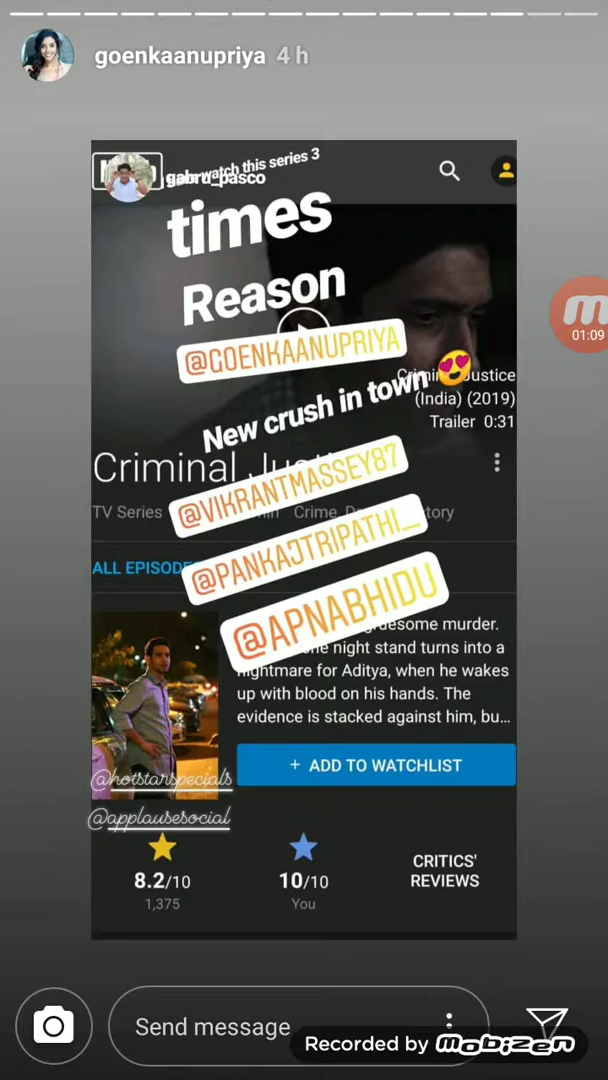 goenkaanupriya 4 h
gabru_pasco
watch this series 3
times
Reason
@GOENKAANUPRIYA
New crush in town 😍
Justice
(India) (2019)
Trailer 0:31
Criminal
@VIKRANTMASSEY87
TV Series Crime,
@PANKAJTRIPATHI_
ALL EPISODE
@APNABHIDU
gruesome murder.
night stand turns into a
nightmare for Aditya, when he wakes
up with blood on his hands. The
evidence is stacked against him, bu...
+ ADD TO WATCHLIST
@hotstarspecials
@applausesocial
8.2/10
1,375
10/10
You
CRITICS'
REVIEWS
01:09
Send message
Recorded by mobizen